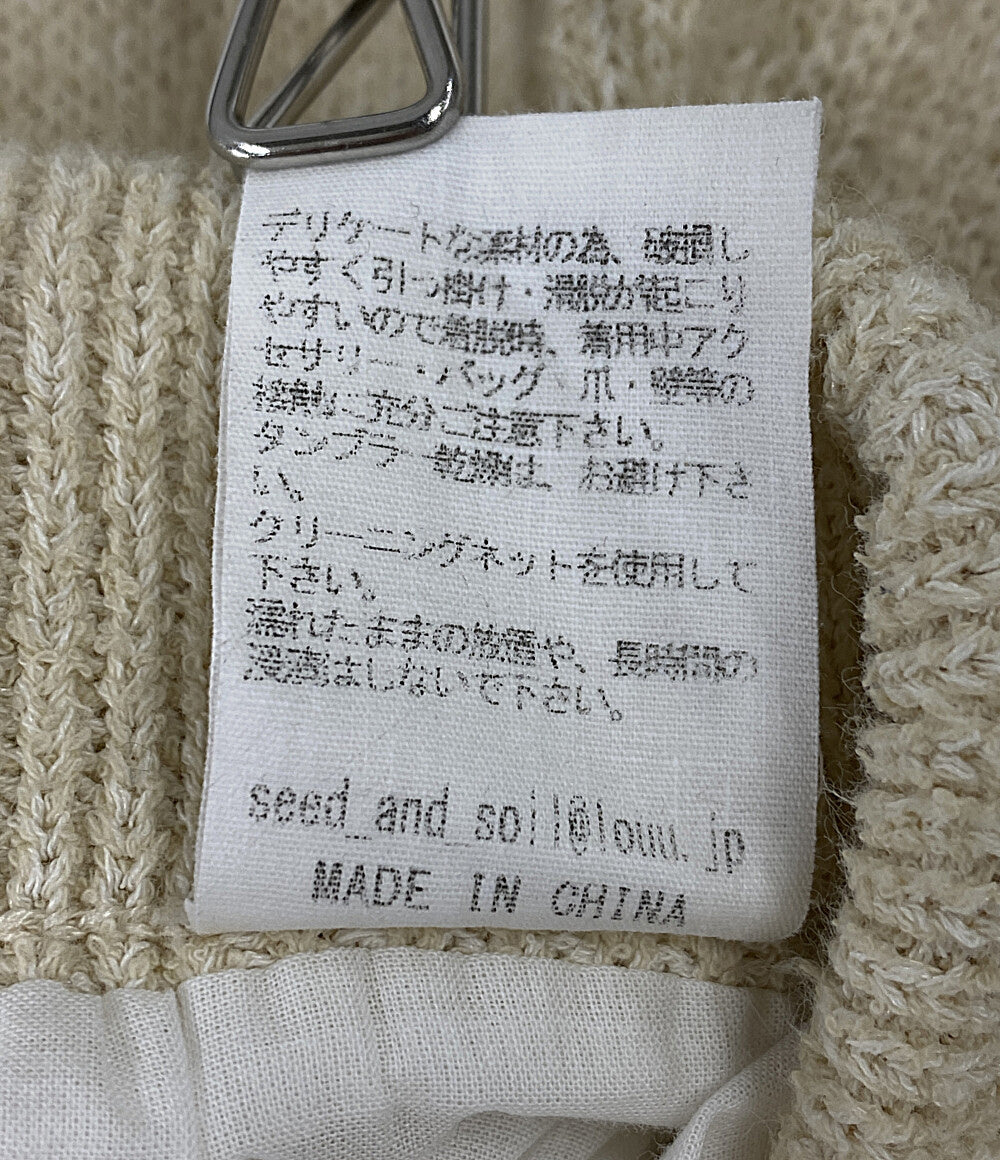 デリケートな素材の為、破損し
やすく引っ掛け・滑脱が起こり
やすいので着脱時、着用中アク
セサリー・バッグ 爪・壁等の
接触に充分ご注意下さい。
タンブラー乾燥は、お避け下さ
い。
クリーニングネットを使用して
下さい。
濡れたままの放置や、長時間の
浸漬はしないで下さい。
seed_and_soil@louu.jp
MADE IN CHINA